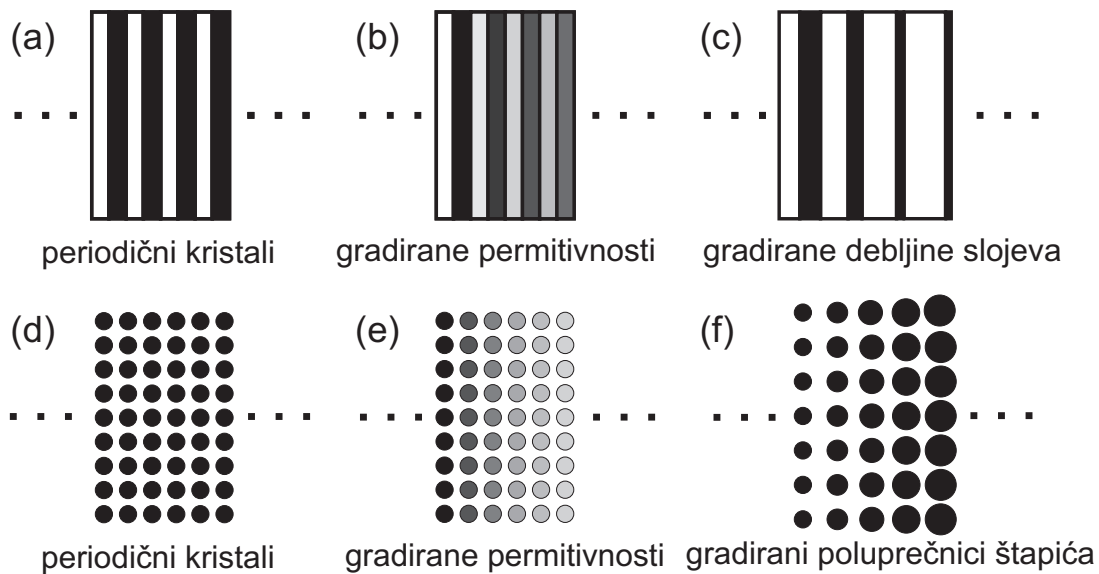 (a)
periodični kristali
(b)
gradirane permitivnosti
(c)
gradirane debljine slojeva
(d)
periodični kristali
(e)
gradirane permitivnosti
(f)
gradirani poluprečnici štapića